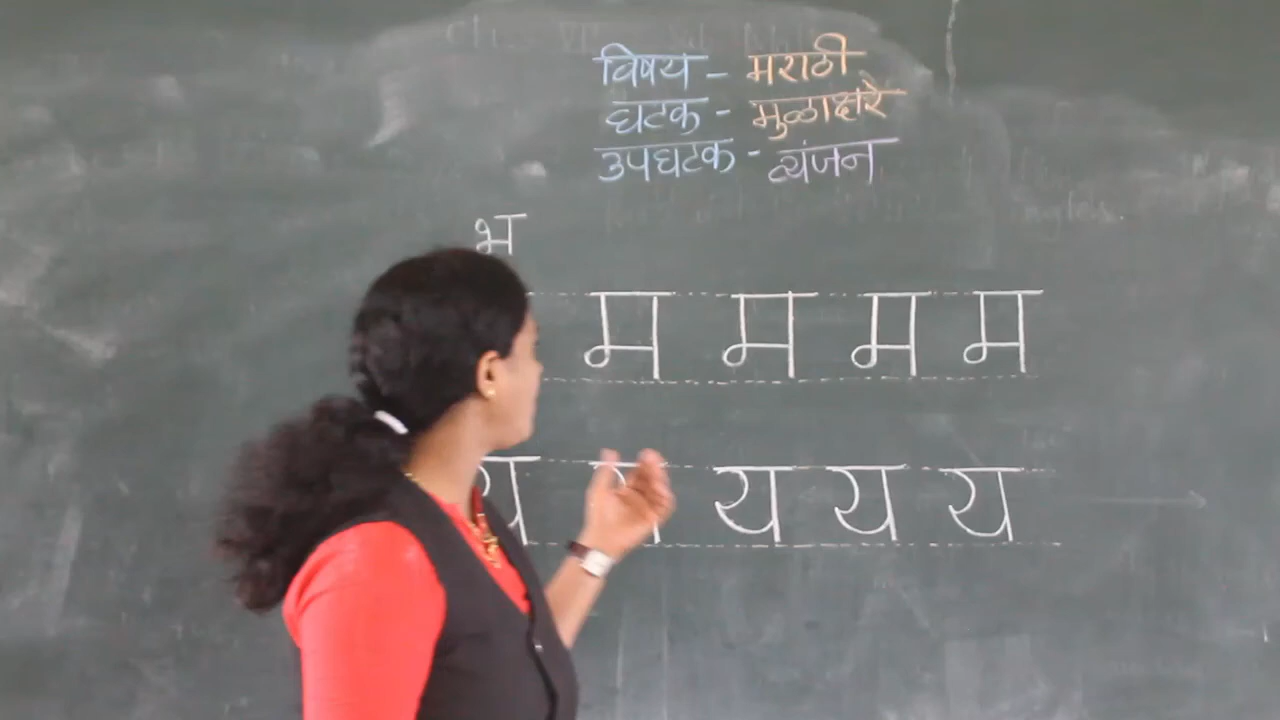 विषय - मराठी
घटक - मुळाक्षरे
उपघटक - व्यंजन
भ
म म म म
य य य य